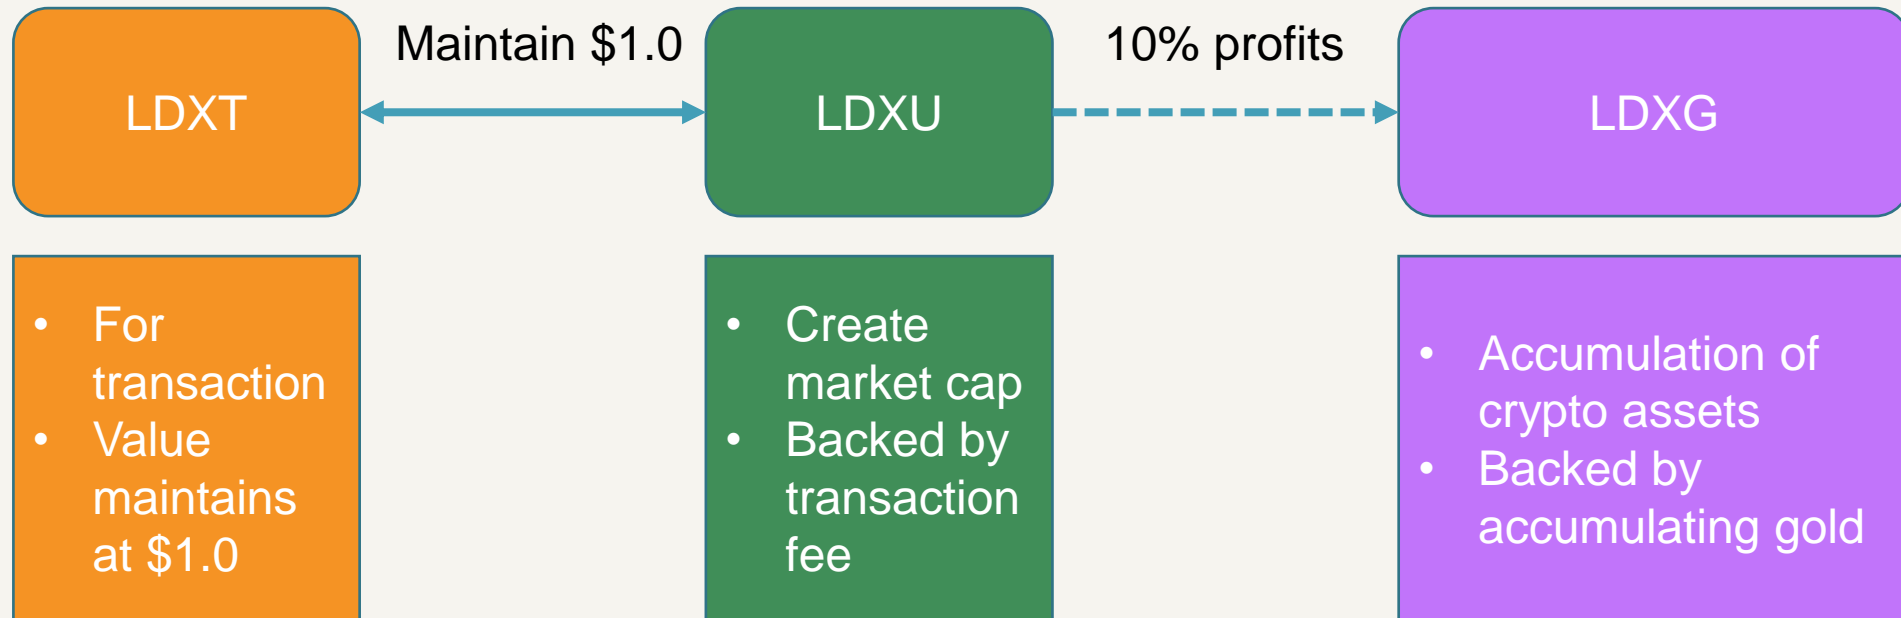 LDXT
Maintain $1.0
LDXU
10% profits
LDXG
• For
transaction
• Value
maintains
at $1.0
• Create
market cap
• Backed by
transaction
fee
• Accumulation of
crypto assets
• Backed by
accumulating gold